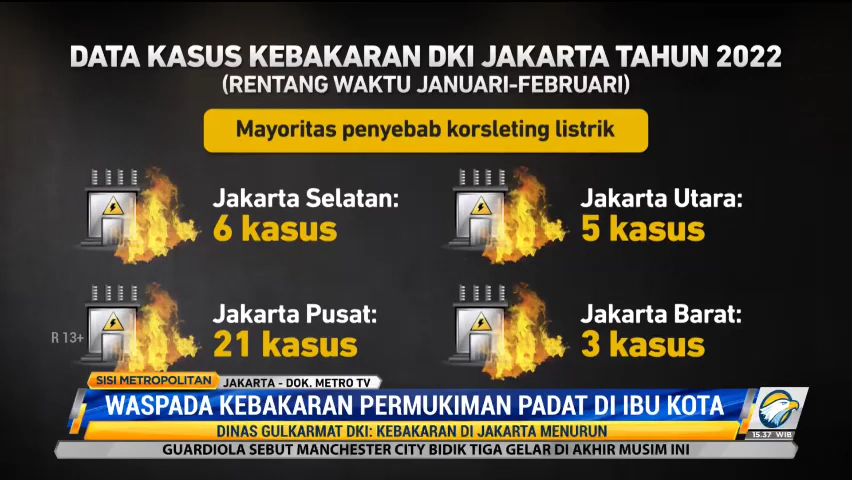 DATA KASUS KEBAKARAN DKI JAKARTA TAHUN 2022
(RENTANG WAKTU JANUARI-FEBRUARI)
Mayoritas penyebab korsleting listrik
Jakarta Selatan:
6 kasus
Jakarta Utara:
5 kasus
Jakarta Pusat:
21 kasus
Jakarta Barat:
3 kasus
R 13+
SISI METROPOLITAN
JAKARTA - DOK. METRO TV
WASPADA KEBAKARAN PERMUKIMAN PADAT DI IBU KOTA
DINAS GULKARMAT DKI: KEBAKARAN DI JAKARTA MENURUN
15.37 WIB
GUARDIOLA SEBUT MANCHESTER CITY BIDIK TIGA GELAR DI AKHIR MUSIM INI